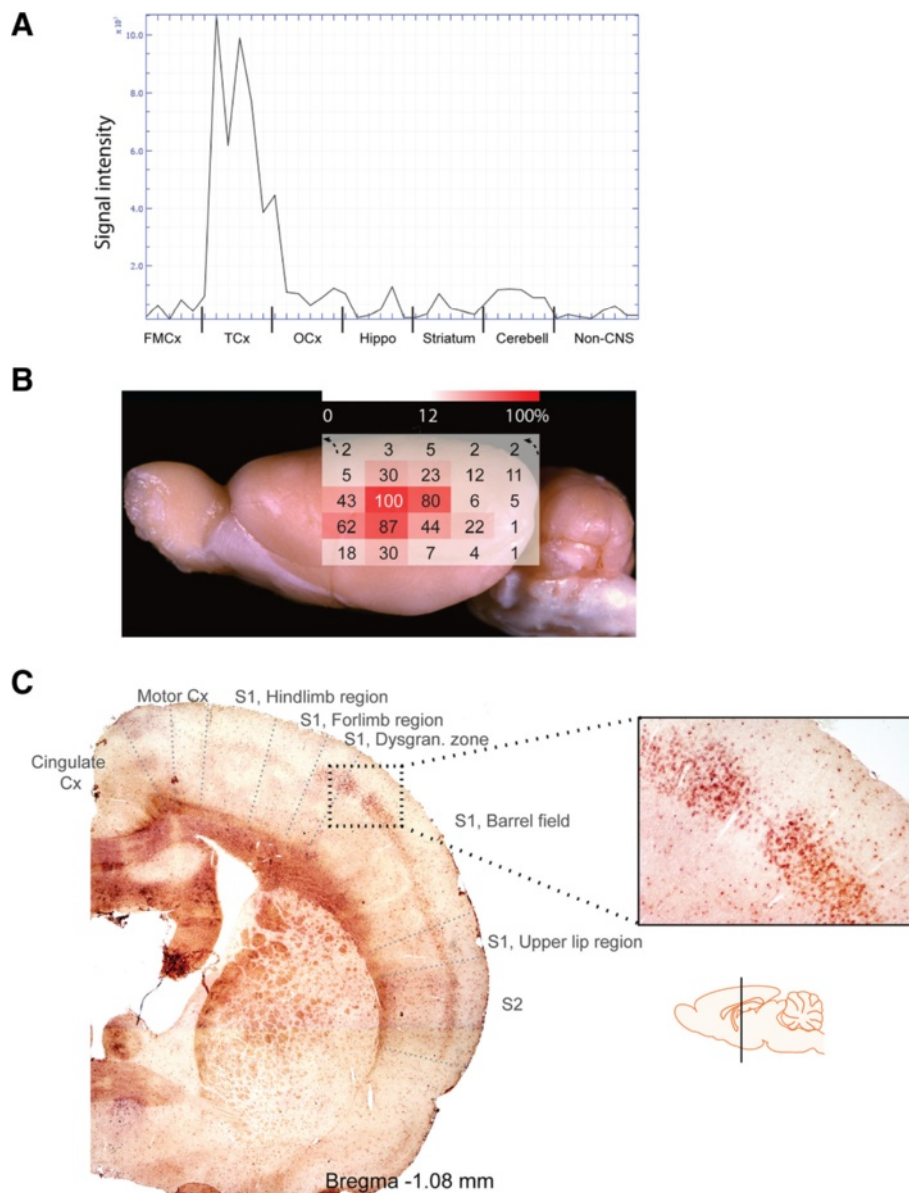 A
x10³
10.0
8.0
Signal intensity
4.0
2.0
FMCx TCx OCx Hippo Striatum Cerebell Non-CNS
B
0 12 100%
2 3 5 2 2
5 30 23 12 11
43 100 80 6 5
62 87 44 22 1
18 30 7 4 1
C
Motor Cx
S1, Hindlimb region
S1, Forlimb region
S1, Dysgran. zone
Cingulate
Cx
S1, Barrel field
S1, Upper lip region
S2
Bregma -1.08 mm